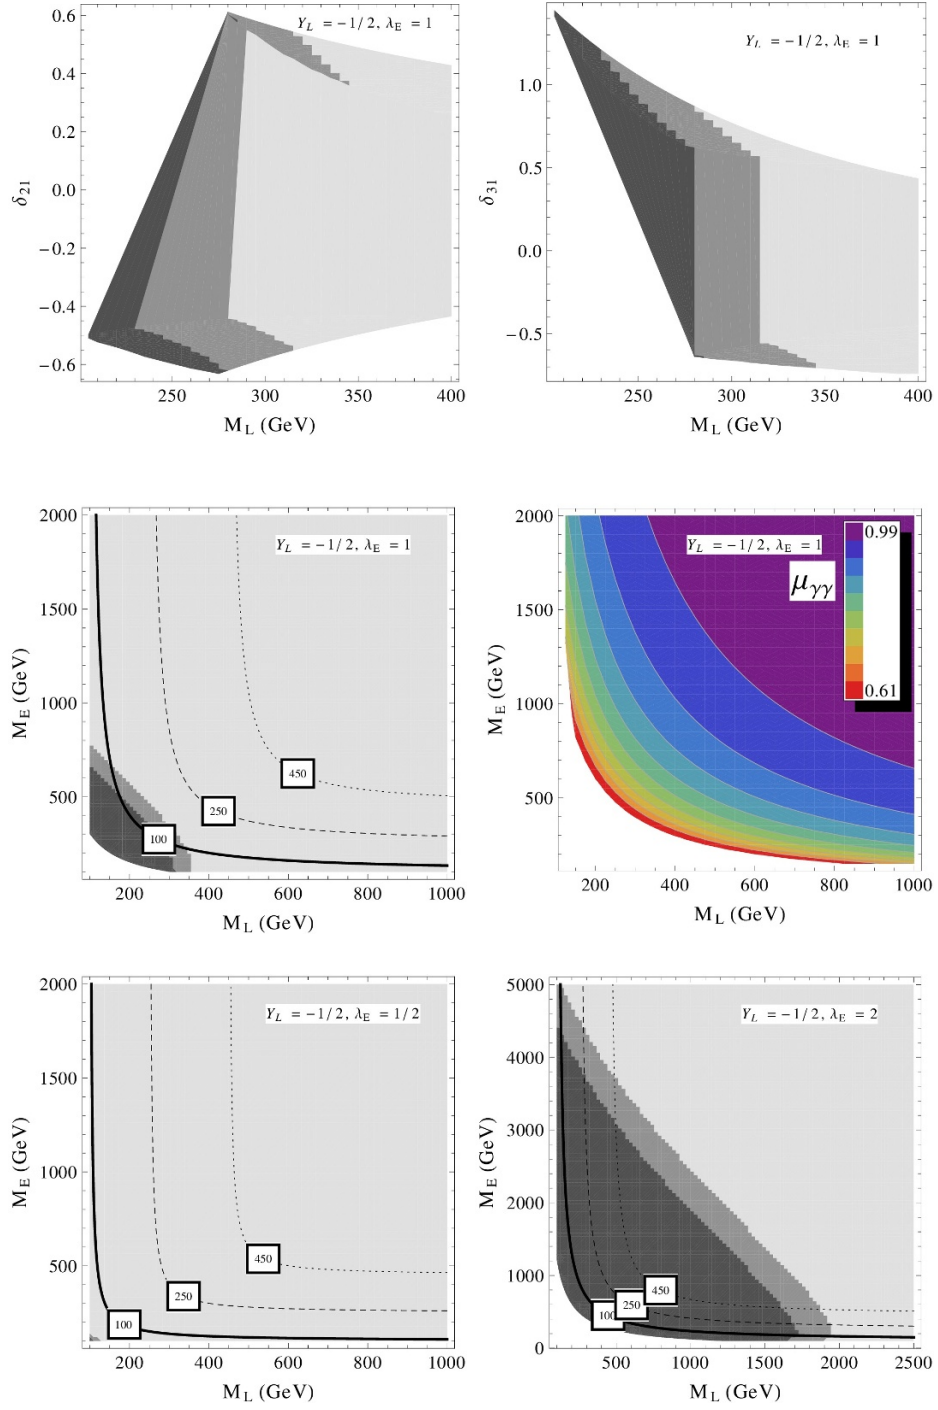 Y_L = −1/2, λ_E = 1
0.6
0.4
0.2
0.0
−0.2
−0.4
−0.6
δ_21
250 300 350 400
M_L (GeV)
Y_L = −1/2, λ_E = 1
1.0
0.5
0.0
−0.5
δ_31
250 300 350 400
M_L (GeV)
2000
1500
1000
500
M_E (GeV)
Y_L = −1/2, λ_E = 1
450
250
100
200 400 600 800 1000
M_L (GeV)
2000
1500
1000
500
M_E (GeV)
Y_L = −1/2, λ_E = 1
μ_γγ
0.99
0.61
200 400 600 800 1000
M_L (GeV)
2000
1500
1000
500
M_E (GeV)
Y_L = −1/2, λ_E = 1/2
450
250
100
200 400 600 800 1000
M_L (GeV)
5000
4000
3000
2000
1000
0
M_E (GeV)
Y_L = −1/2, λ_E = 2
450
250
100
500 1000 1500 2000 2500
M_L (GeV)